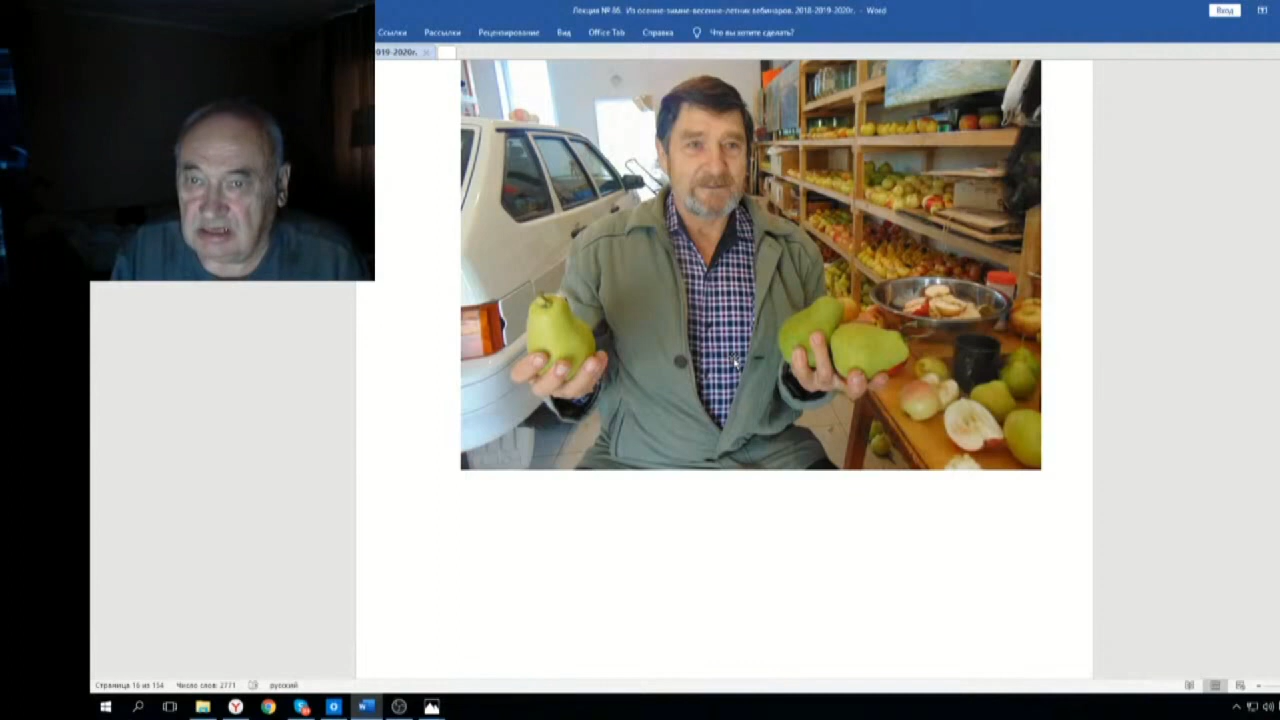 Лекция № 86. Из осенне-зимне-весенне-летних вебинаров. 2018-2019-2020г. - Word
Вход
Ссылки Рассылки Рецензирование Вид Office Tab Справка Что вы хотите сделать?
019-2020г.
Страница 16 из 154 Число слов: 2771 русский